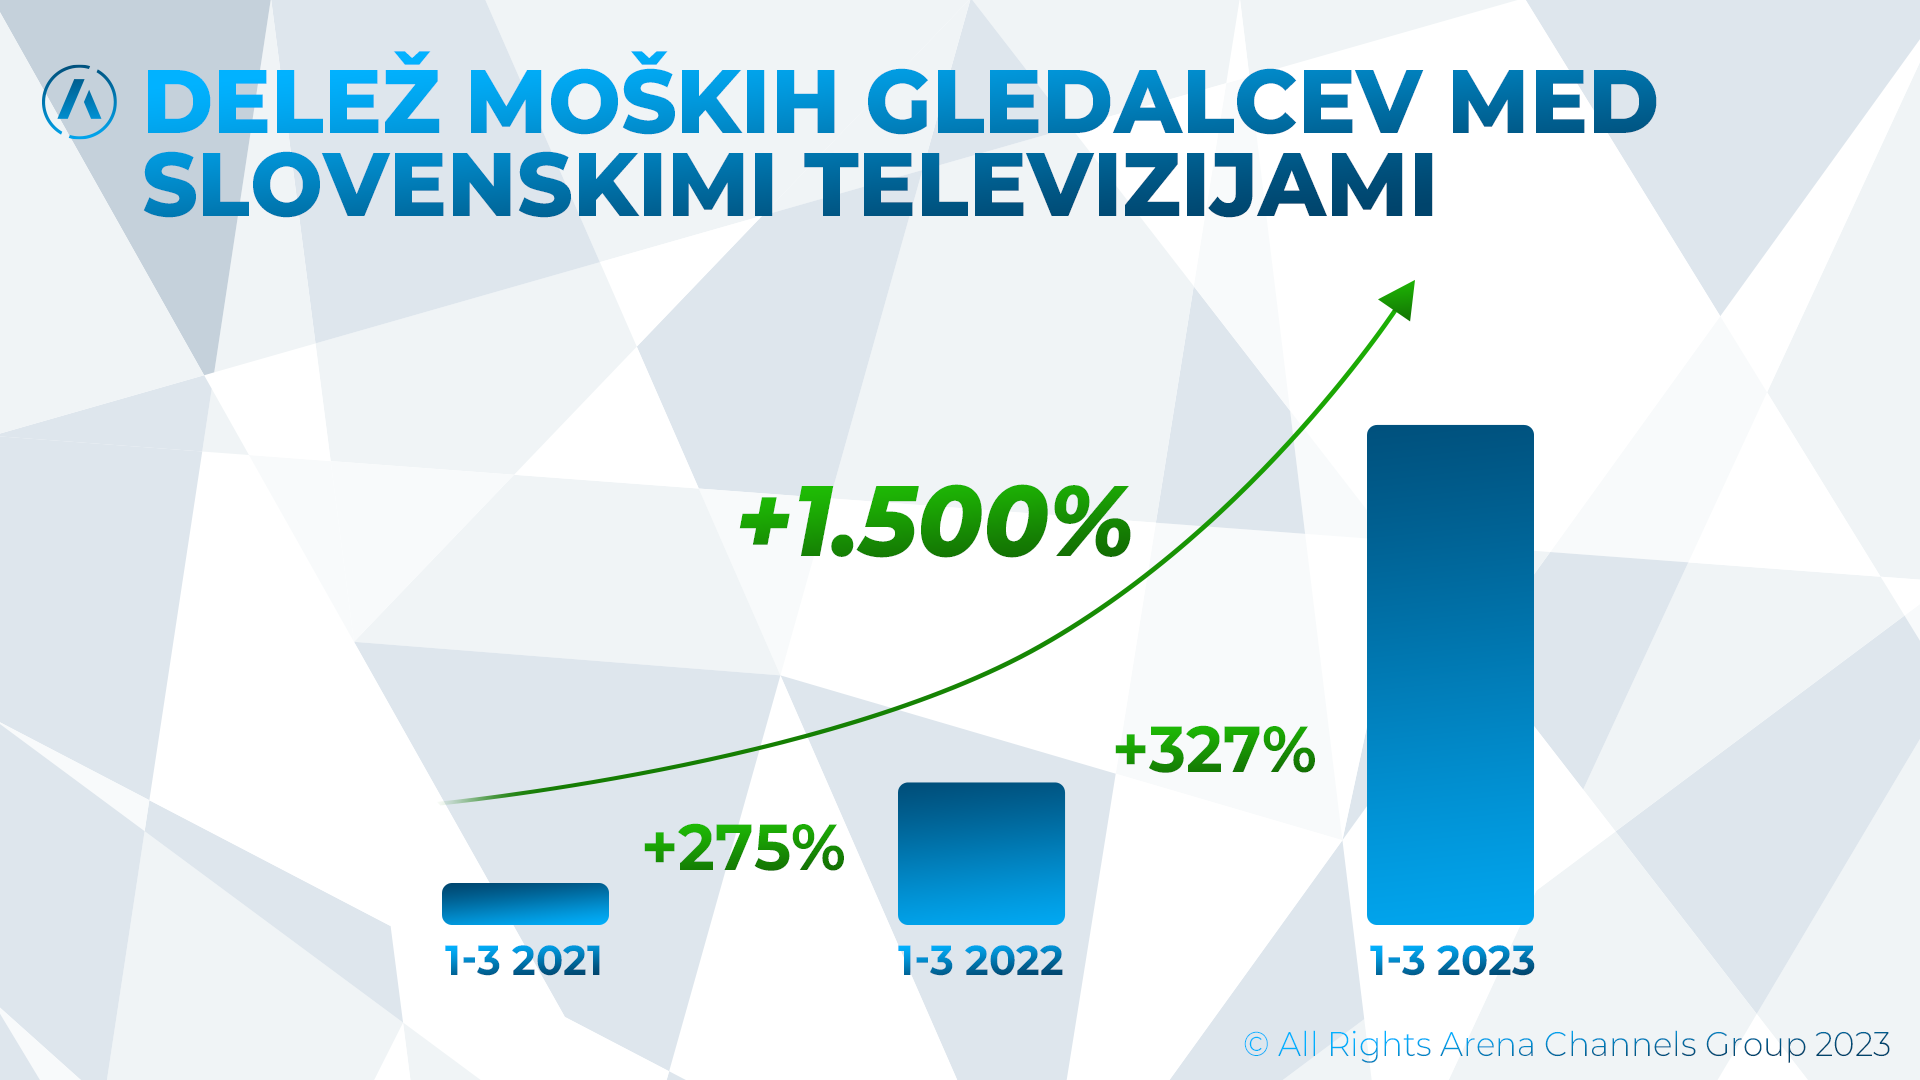 DELEŽ MOŠKIH GLEDALCEV MED
SLOVENSKIMI TELEVIZIJAMI
+1.500%
+327%
+275%
1-3 2021
1-3 2022
1-3 2023
© All Rights Arena Channels Group 2023